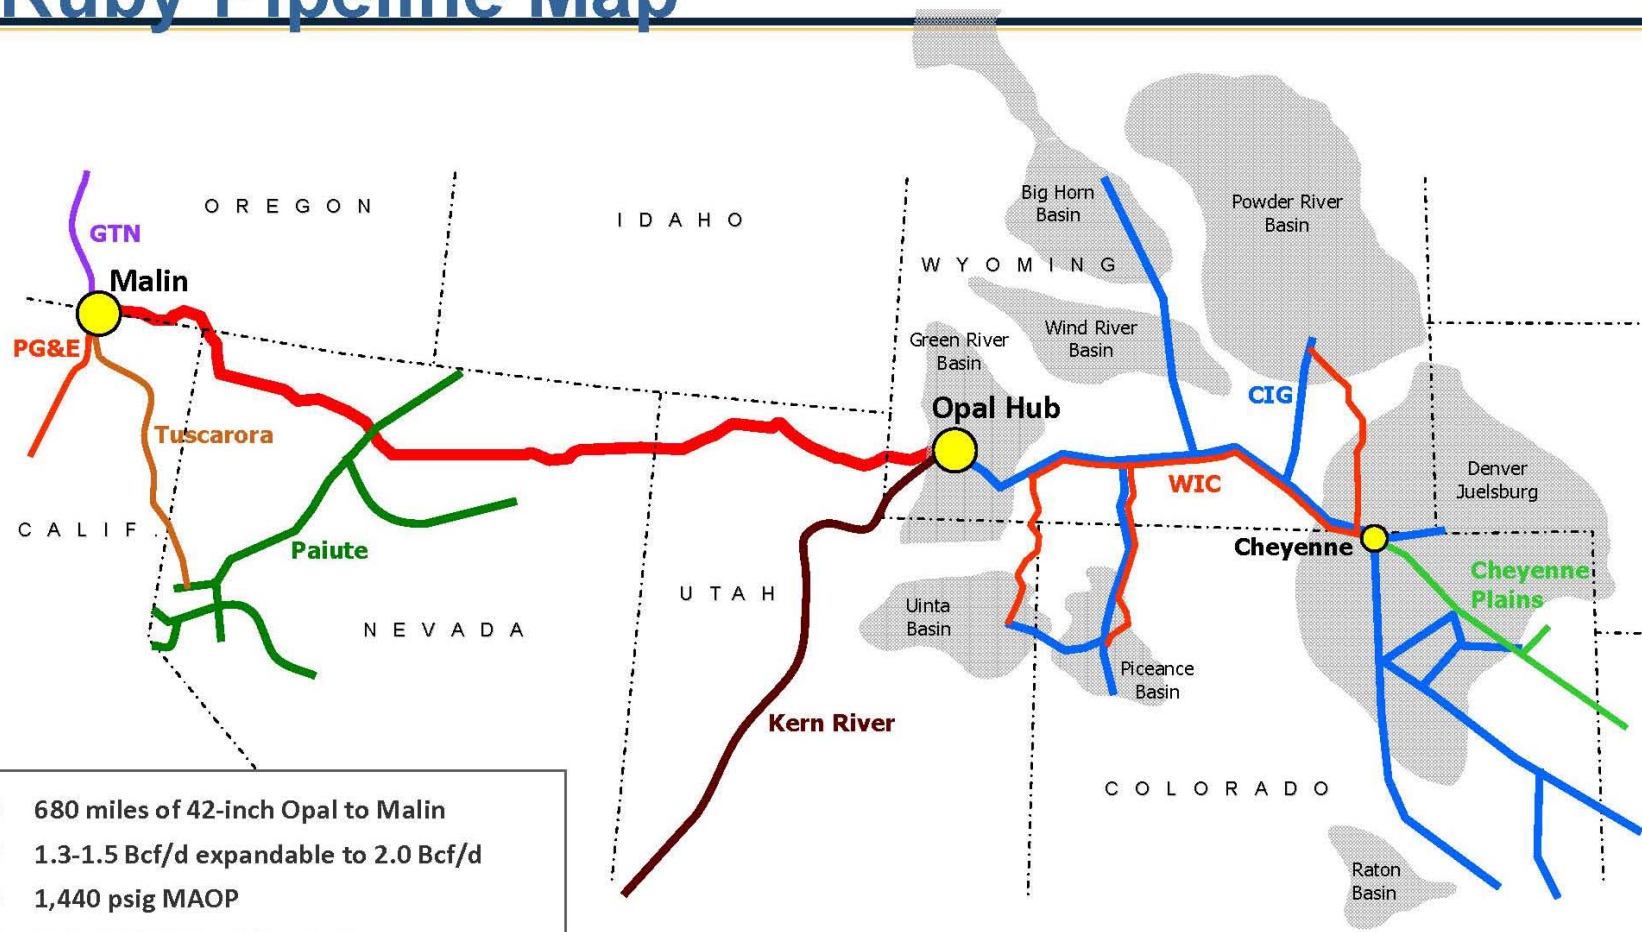 Ruby Pipeline Map
OREGON
IDAHO
WYOMING
Big Horn
Basin
Powder River
Basin
GTN
Malin
PG&E
Tuscarora
Green River
Basin
Wind River
Basin
Opal Hub
CIG
WIC
Denver
Juelsburg
CALIF.
Paiute
Cheyenne
Cheyenne
Plains
NEVADA
UTAH
Uinta
Basin
Piceance
Basin
Kern River
COLORADO
Raton
Basin
680 miles of 42-inch Opal to Malin
1.3-1.5 Bcf/d expandable to 2.0 Bcf/d
1,440 psig MAOP